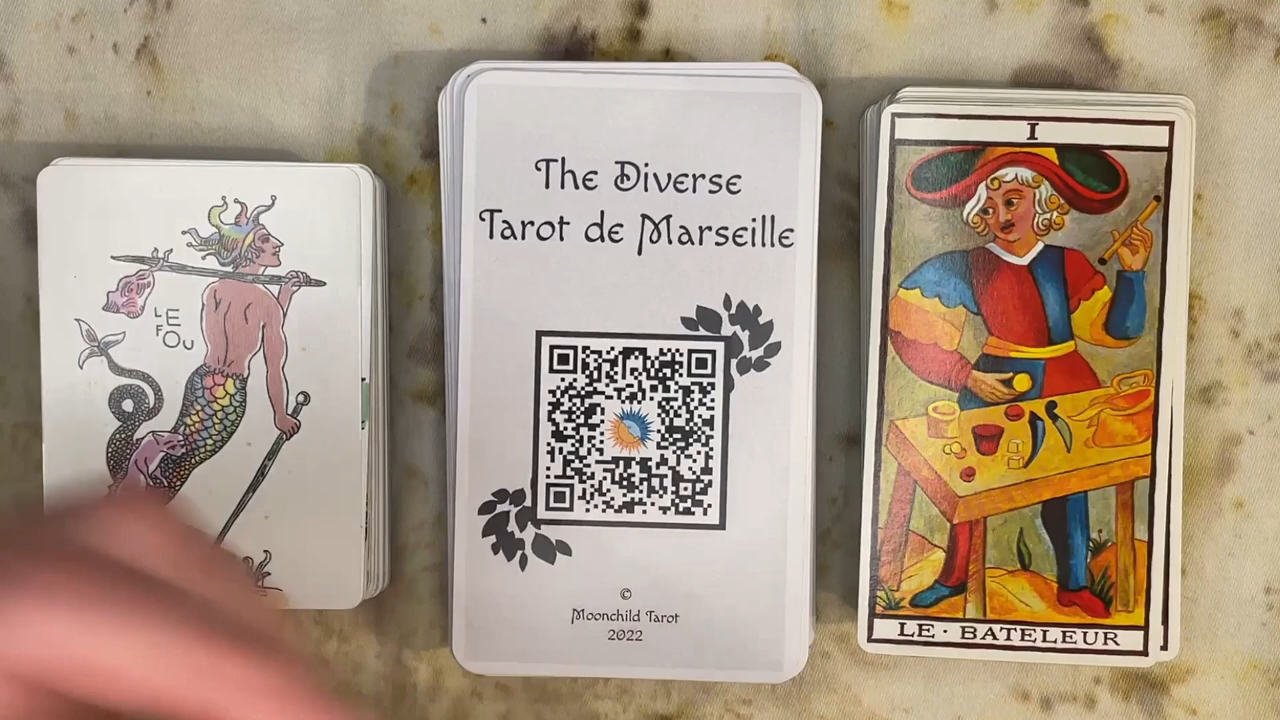 LE
FOU
The Diverse
Tarot de Marseille
©
Moonchild Tarot
2022
I
LE · BATELEUR